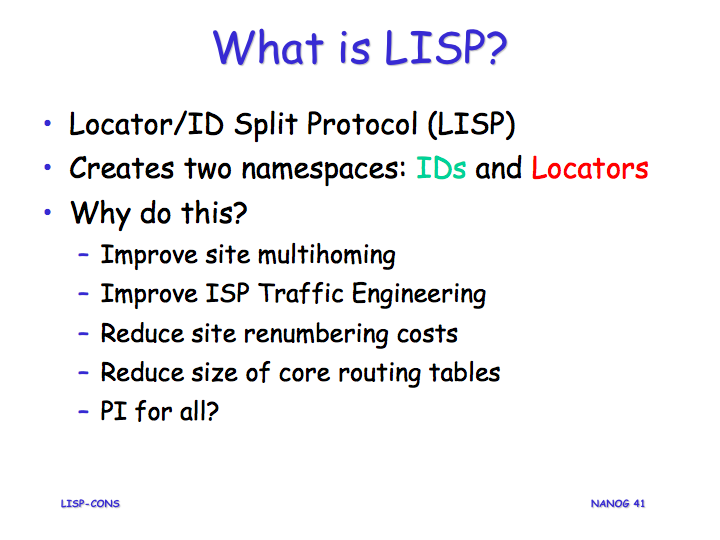 What is LISP?
• Locator/ID Split Protocol (LISP)
• Creates two namespaces: IDs and Locators
• Why do this?
– Improve site multihoming
– Improve ISP Traffic Engineering
– Reduce site renumbering costs
– Reduce size of core routing tables
– PI for all?
LISP-CONS
NANOG 41